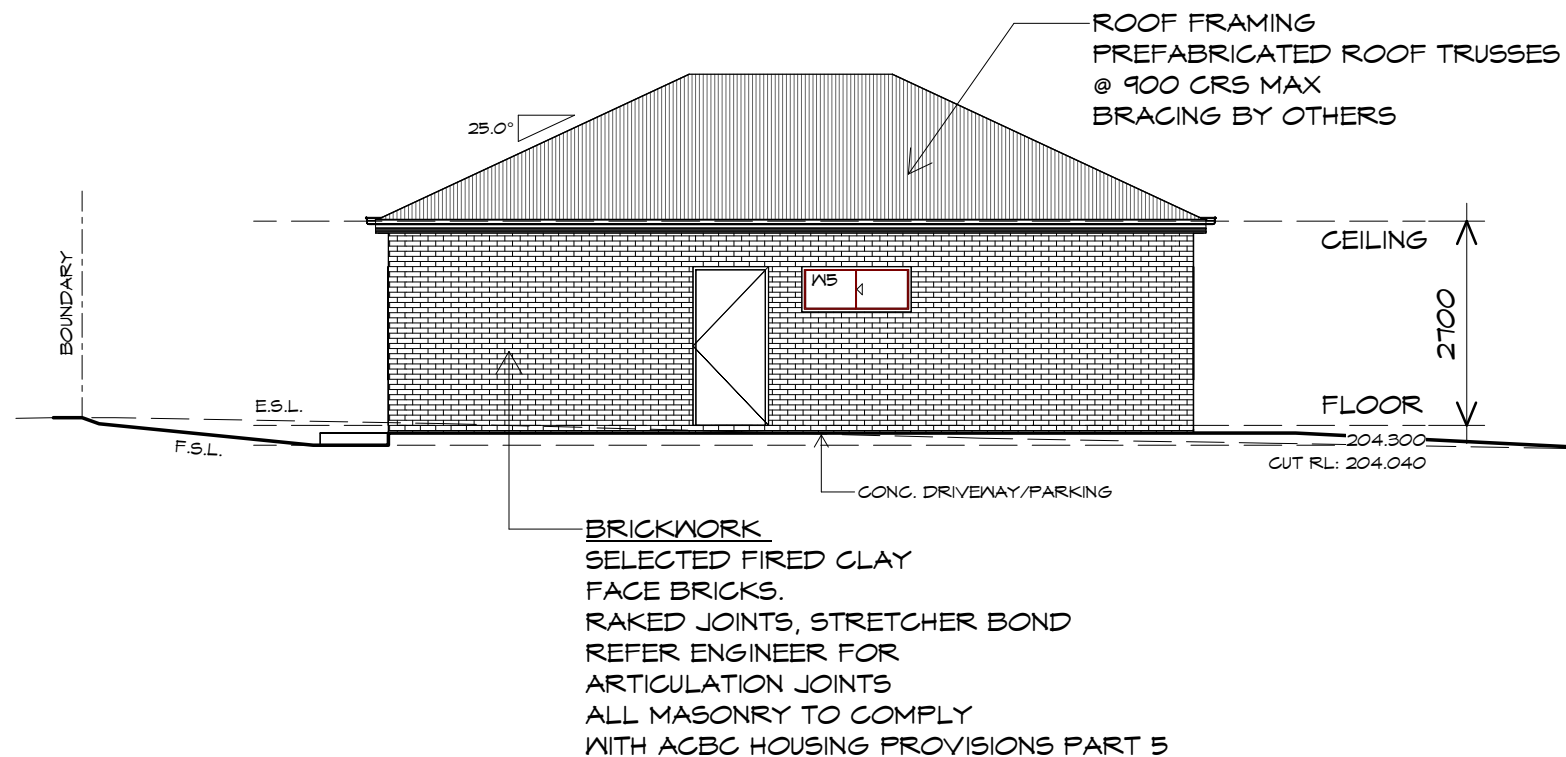 ROOF FRAMING
PREFABRICATED ROOF TRUSSES
@ 900 CRS MAX
BRACING BY OTHERS
25.0°
BOUNDARY
CEILING
W5
2700
E.S.L.
FLOOR
F.S.L.
204.300
CUT RL: 204.040
CONC. DRIVEWAY/PARKING
BRICKWORK
SELECTED FIRED CLAY
FACE BRICKS.
RAKED JOINTS, STRETCHER BOND
REFER ENGINEER FOR
ARTICULATION JOINTS
ALL MASONRY TO COMPLY
WITH ACBC HOUSING PROVISIONS PART 5